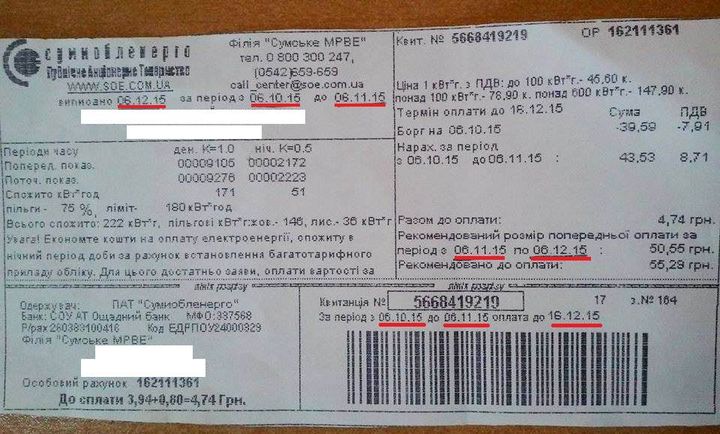 сумиобленерго
Публічне Акціонерне Товариство
WWW.SOE.COM.UA
Філія "Сумське МРВЕ"
тел. 0 800 300 247,
(0542)659-659
call_center@soe.com.ua
виписано 06.12.15 за період з 06.10.15 до 06.11.15
Квит. № 5668419219 ОР 162111361
Ціна 1 кВт*г. з ПДВ: до 100 кВт*г.- 45,60 к.
понад 100 кВт*г.- 78,90 к. понад 600 кВт*г.- 147,90 к.
Термін оплати до 16.12.15 Сума ПДВ
Борг на 06.10.15 -39,59 -7,91
Нарах. за період
з 06.10.15 до 06.11.15 : 43,53 8,71
Разом до оплати: 4,74 грн.
Рекомендований розмір попередньої оплати за
період з 06.11.15 по 06.12.15 : 50,55 грн.
Рекомендовано до оплати: 55,29 грн.
Періоди часу ден. К=1.0 ніч. К=0.5
Поперед. показ. 00009105 00002172
Поточ. показ. 00009276 00002223
Спожито кВт*год 171 51
пільги - 75 %, ліміт- 180 кВт*год
Всього спожито: 222 кВт*г, пільгові:жов.- 146, лис.- 36 кВт*г
Увага! Економте кошти на оплату електроенергії, спожиту в
нічний період доби за рахунок встановлення багатотарифного
приладу обліку. Для цього достатньо заяви, оплати вартості за
лінія розрізу лінія розрізу
Одержувач: ПАТ "Сумиобленерго"
Банк: СОУ АТ Ощадний банк МФО:337568
Р/рах 260383100416 Код ЕДРПОУ24000329
Філія "Сумське МРВЕ"
Особовий рахунок 162111361
До сплати 3,94+0,80=4,74 Грн.
Квитанція № 5668419219 17 з.№ 164
За період з 06.10.15 до 06.11.15 оплата до 16.12.15